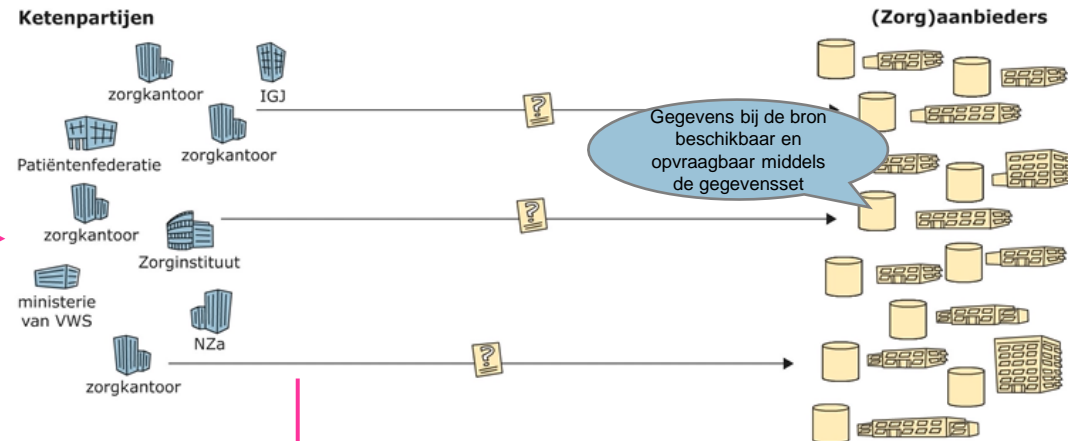 Ketenpartijen
(Zorg)aanbieders
zorgkantoor
IGJ
?
Patiëntenfederatie
zorgkantoor
Gegevens bij de bron
beschikbaar en
opvraagbaar middels
de gegevensset
zorgkantoor
Zorginstituut
?
ministerie
van VWS
NZa
zorgkantoor
?